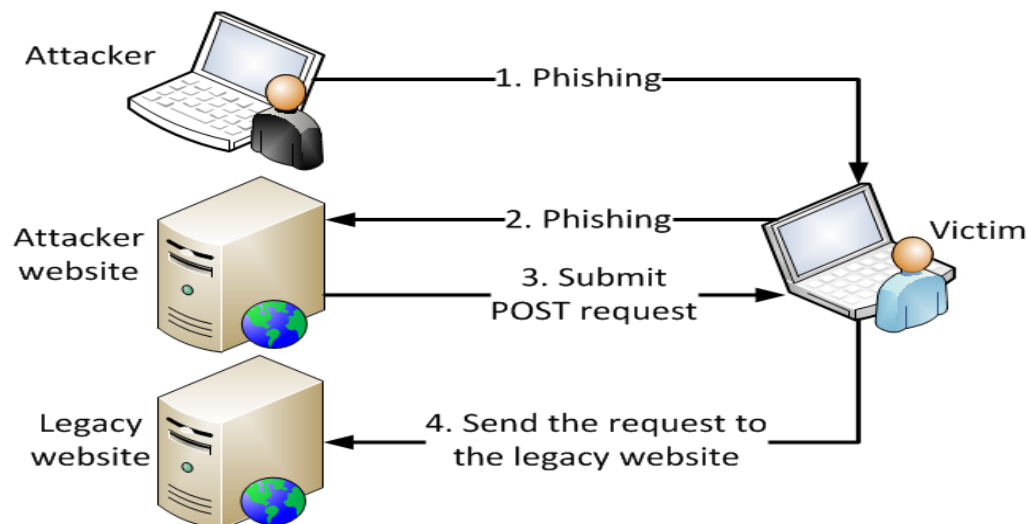 Attacker
1. Phishing
Attacker
website
2. Phishing
Victim
3. Submit
POST request
Legacy
website
4. Send the request to
the legacy website